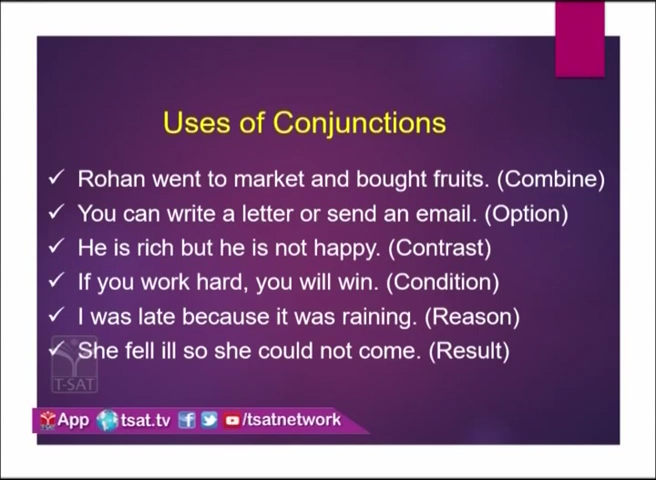 Uses of Conjunctions
Rohan went to market and bought fruits. (Combine)
You can write a letter or send an email. (Option)
He is rich but he is not happy. (Contrast)
If you work hard, you will win. (Condition)
I was late because it was raining. (Reason)
She fell ill so she could not come. (Result)
T-SAT
App tsat.tv /tsatnetwork